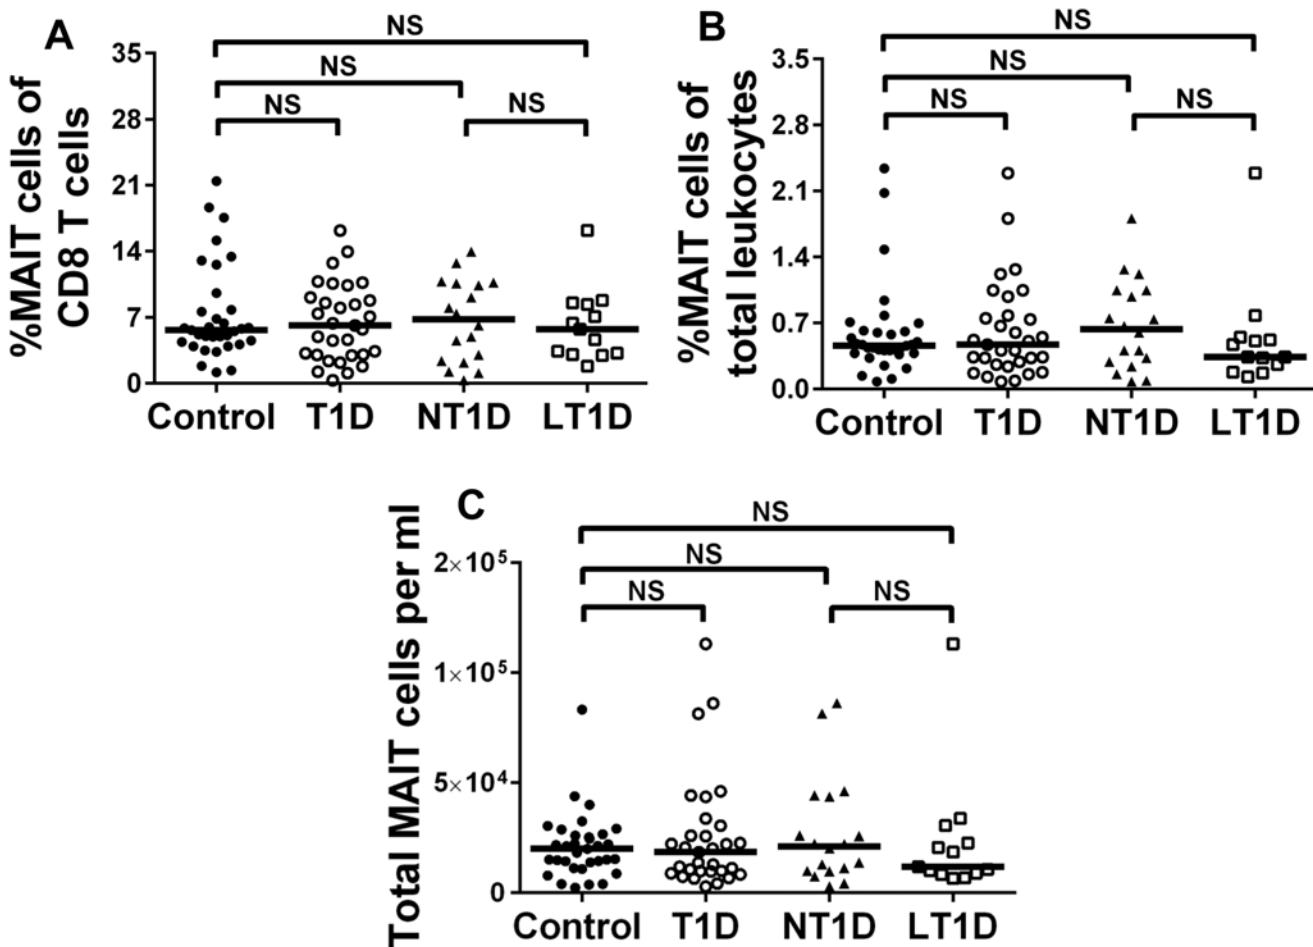 A
%MAIT cells of
CD8 T cells
35
28
21
14
7
0
NS
NS
NS
NS
Control T1D NT1D LT1D
B
%MAIT cells of
total leukocytes
3.5
2.8
2.1
1.4
0.7
0.0
NS
NS
NS
NS
Control T1D NT1D LT1D
C
Total MAIT cells per ml
2×10⁵
1×10⁵
5×10⁴
0
NS
NS
NS
NS
Control T1D NT1D LT1D